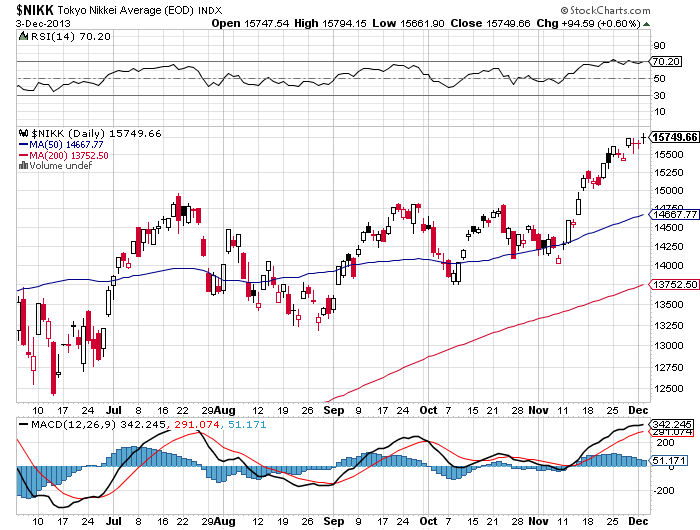 $NIKK Tokyo Nikkei Average (EOD) INDX © StockCharts.com
3-Dec-2013 Open 15747.54 High 15794.15 Low 15661.90 Close 15749.66 Chg +94.59 (+0.60%)
RSI(14) 70.20
90
70.20
50
30
10
$NIKK (Daily) 15749.66
MA(50) 14667.77
MA(200) 13752.50
Volume undef
15749.66
15500
15250
15000
14750
14667.77
14500
14250
14000
13752.50
13500
13250
13000
12750
12500
10 17 24 Jul 8 15 22 29 Aug 12 19 26 Sep 9 17 24 Oct 7 15 21 28 Nov 11 18 25 Dec
MACD(12,26,9) 342.245, 291.074, 51.171
342.245
291.074
200
51.171
0
-200
10 17 24 Jul 8 15 22 29 Aug 12 19 26 Sep 9 17 24 Oct 7 15 21 28 Nov 11 18 25 Dec